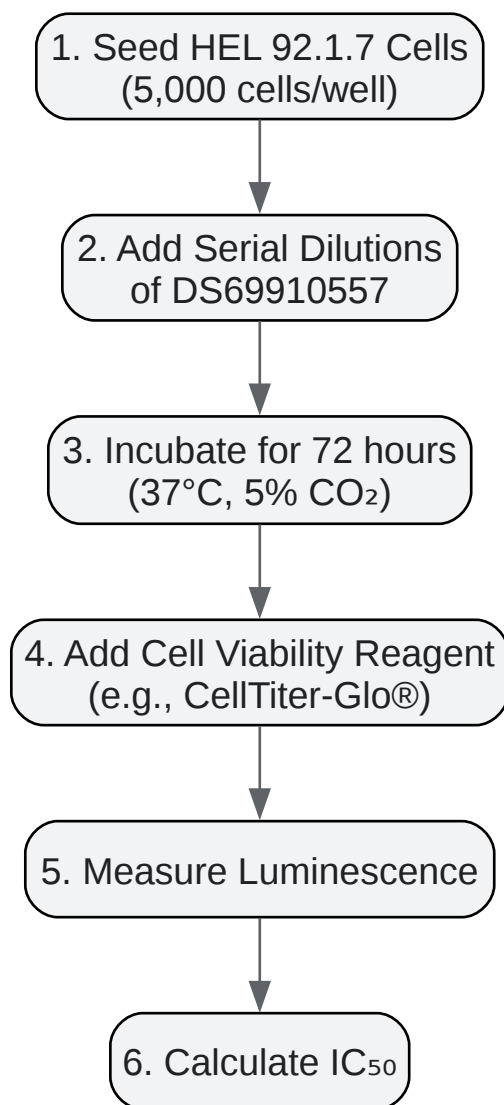 1. Seed HEL 92.1.7 Cells
(5,000 cells/well)
2. Add Serial Dilutions
of DS69910557
3. Incubate for 72 hours
(37°C, 5% CO₂)
4. Add Cell Viability Reagent
(e.g., CellTiter-Glo®)
5. Measure Luminescence
6. Calculate IC₅₀